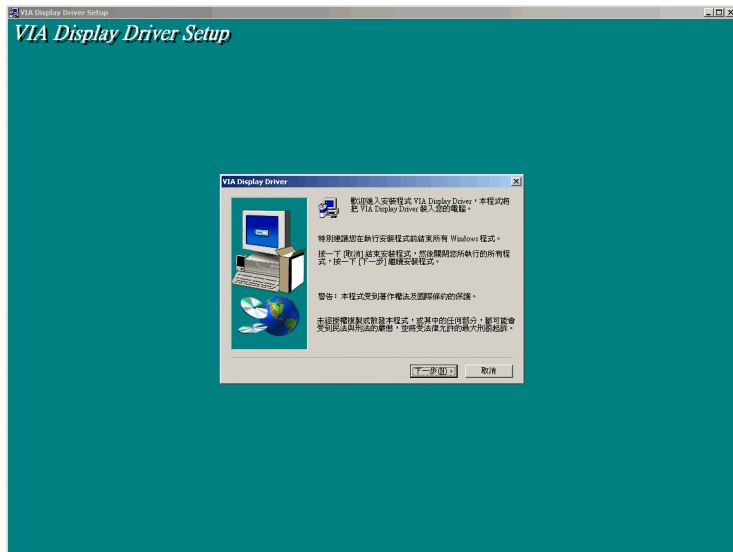 VIA Display Driver Setup
VIA Display Driver Setup
VIA Display Driver
歡迎進入安裝程式 VIA Display Driver，本程式將
把 VIA Display Driver 裝入您的電腦。
特別建議您在執行安裝程式前結束所有 Windows 程式。
按一下 [取消] 結束安裝程式，然後關閉您所執行的所有程
式，按一下 [下一步] 繼續安裝程式。
警告：本程式受到著作權法及國際條約的保護。
未經授權複製或散發本程式，或其中的任何部分，都可能會
受到民法與刑法的嚴懲，並將受法律允許的最大刑罰起訴。
下一步(N) >
取消